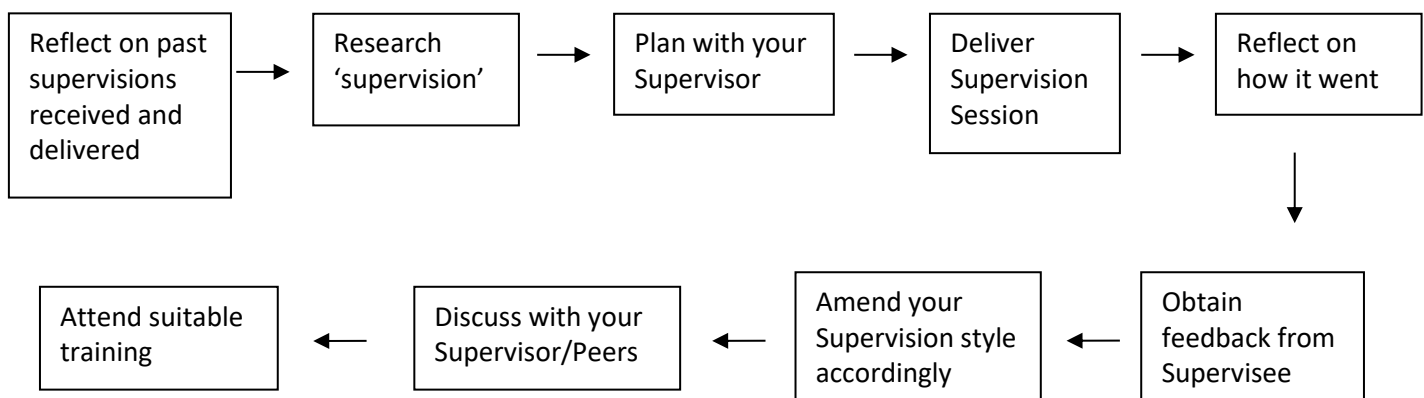 Reflect on past
supervisions
received and
delivered
Research
‘supervision’
Plan with your
Supervisor
Deliver
Supervision
Session
Reflect on
how it went
Obtain
feedback from
Supervisee
Amend your
Supervision style
accordingly
Discuss with your
Supervisor/Peers
Attend suitable
training